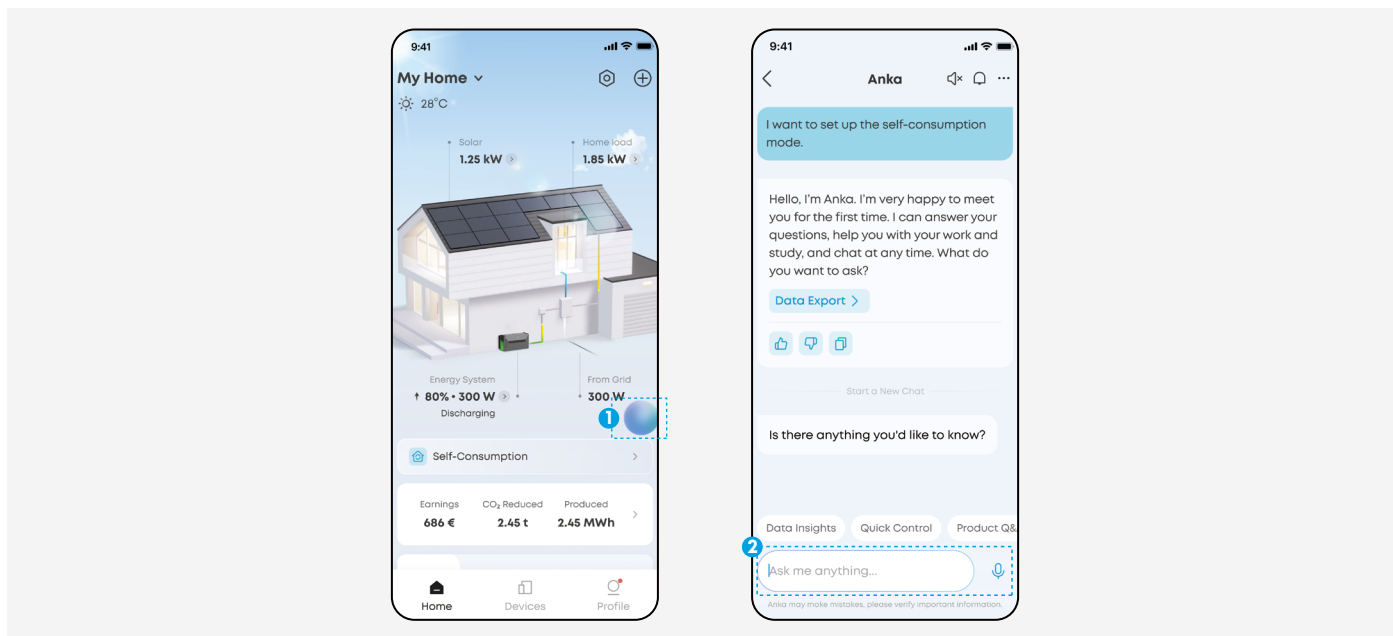 9:41
My Home
28°C
Solar
1.25 kW
Home load
1.85 kW
Energy System
80% • 300 W
Discharging
From Grid
300 W
1
Self-Consumption
Earnings
686 €
CO₂ Reduced
2.45 t
Produced
2.45 MWh
Home
Devices
Profile
9:41
Anka
I want to set up the self-consumption
mode.
Hello, I'm Anka. I'm very happy to meet
you for the first time. I can answer your
questions, help you with your work and
study, and chat at any time. What do
you want to ask?
Data Export
Start a New Chat
Is there anything you'd like to know?
Data Insights
Quick Control
Product Q&
2
Ask me anything...
Anka may make mistakes, please verify important information.